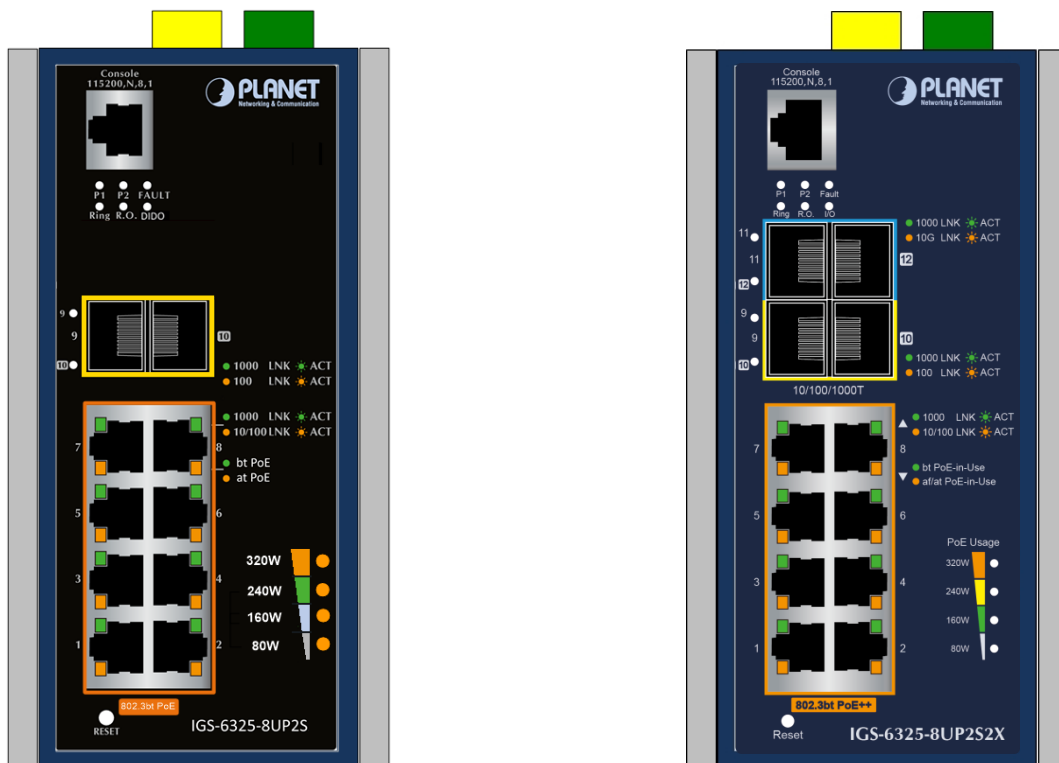 Console
115200,N,8,1
PLANET
Networking & Communication
P1 P2 FAULT
Ring R.O. DIDO
9
9
10
10
1000 LNK ACT
100 LNK ACT
1000 LNK ACT
10/100 LNK ACT
7
8
bt PoE
at PoE
5
6
3
4
1
2
320W
240W
160W
80W
802.3bt PoE
RESET
IGS-6325-8UP2S
Console
115200,N,8,1
PLANET
Networking & Communication
P1 P2 Fault
Ring R.O. I/O
1000 LNK ACT
10G LNK ACT
11
11
12
12
9
9
10
10
1000 LNK ACT
100 LNK ACT
10/100/1000T
1000 LNK ACT
10/100 LNK ACT
7
8
bt PoE-in-Use
af/at PoE-in-Use
5
6
3
4
1
2
PoE Usage
320W
240W
160W
80W
802.3bt PoE++
Reset
IGS-6325-8UP2S2X